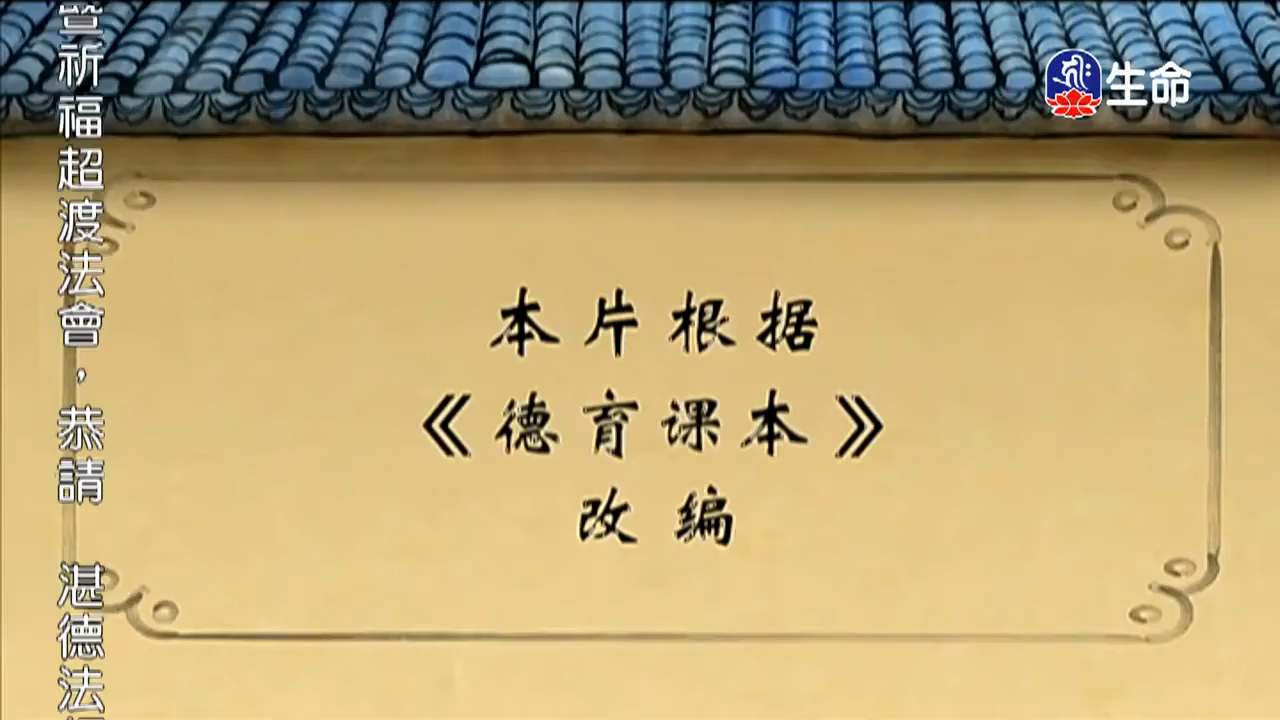 生命
本片根据
《德育课本》
改编
暨祈福超渡法會，恭請 湛德法